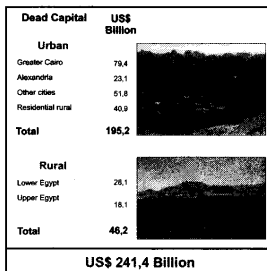 Dead Capital US$ Billion
Urban
Greater Cairo 79,4
Alexandria 23,1
Other cities 51,8
Residential rural 40,9
Total 195,2
Rural
Lower Egypt 28,1
Upper Egypt 18,1
Total 46,2
US$ 241,4 Billion